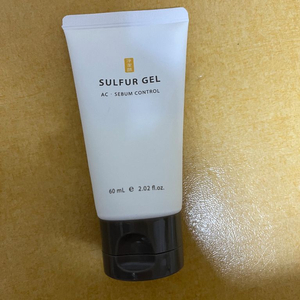 SULFUR GEL
AC · SEBUM CONTROL
60 mL ℮ 2.02 fl.oz.